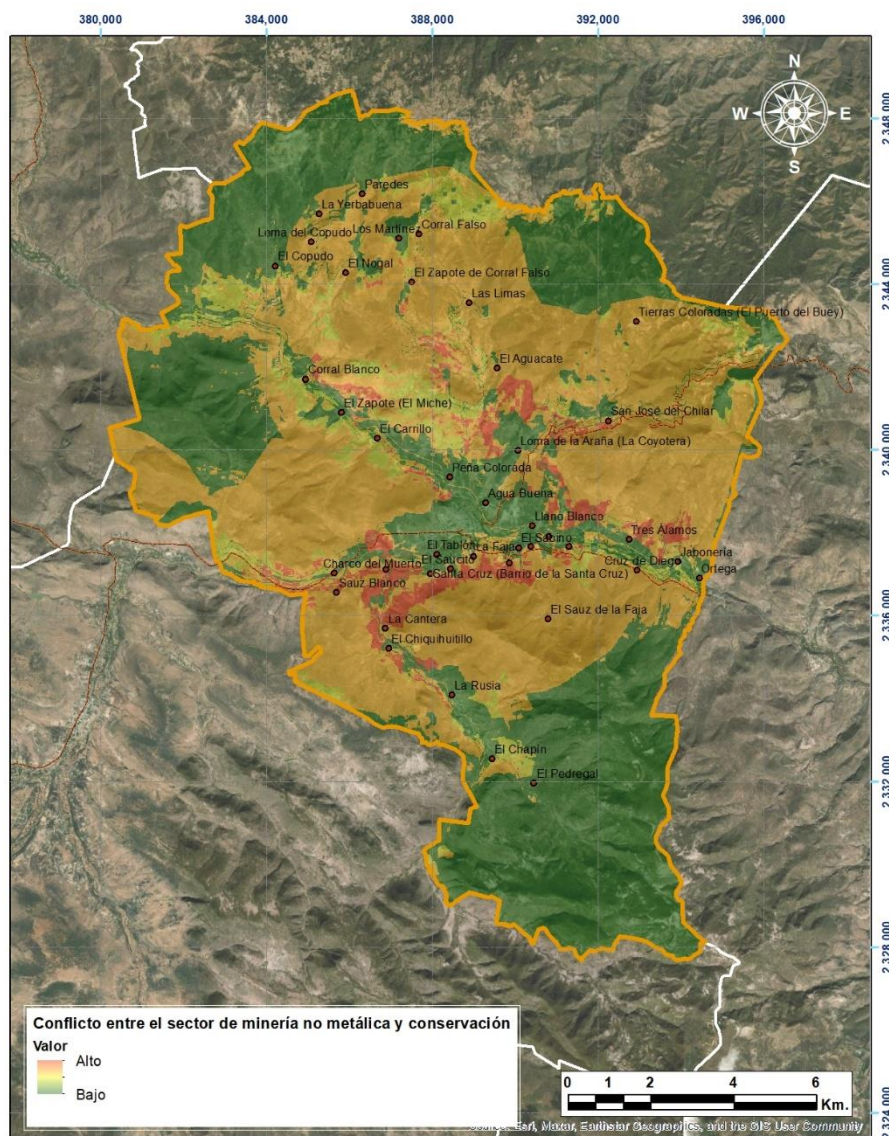 380,000 384,000 388,000 392,000 396,000
N
W E
S
2,348,000
Paredes
La Yerbabuena
Los Martínez
Corral Falso
Loma del Copudo
El Copudo
El Nogal
El Zapote de Corral Falso
2,344,000
Las Limas
Tierras Coloradas (El Puerto del Buey)
El Aguacate
Corral Blanco
El Zapote (El Miche)
San José del Chilar
El Carrillo
Loma de la Araña (La Coyotera)
2,340,000
Peña Colorada
Agua Buena
Llano Blanco
Tres Alamos
El Tablón
La Faja
El Sabino
Charco del Muerto
El Saucito
Santa Cruz (Barrio de la Santa Cruz)
Cruz de Diego
Jabonería
Ortega
Sauz Blanco
2,336,000
La Cantera
El Sauz de la Faja
El Chiquihuitillo
La Rusia
El Chapín
El Pedregal
2,332,000
2,328,000
Conflicto entre el sector de minería no metálica y conservación
Valor
Alto
Bajo
0 1 2 4 6
Km.
2,324,000
Source: Esri, Maxar, Earthstar Geographics, and the GIS User Community